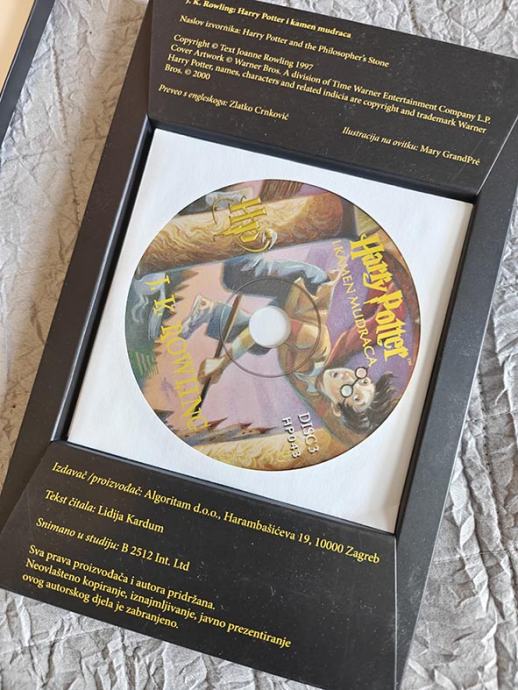 J. K. Rowling: Harry Potter i kamen mudraca
Naslov izvornika: Harry Potter and the Philosopher's Stone
Copyright © Text Joanne Rowling 1997
Cover Artwork © Warner Bros. A division of Time Warner Entertainment Company L.P.
Harry Potter, names, characters and related indicia are copyright and trademark Warner
Bros. © 2000
Preveo s engleskoga: Zlatko Crnković
Ilustracija na ovitku: Mary GrandPré
HP
Harry Potter™
I KAMEN MUDRACA
J. K. ROWLING
DISC 3
HP04B
Izdavač /proizvođač: Algoritam d.o.o., Harambašićeva 19, 10000 Zagreb
Tekst čitala: Lidija Kardum
Snimano u studiju: B 2512 Int. Ltd
Sva prava proizvođača i autora pridržana.
Neovlašteno kopiranje, iznajmljivanje, javno prezentiranje
ovog autorskog djela je zabranjeno.